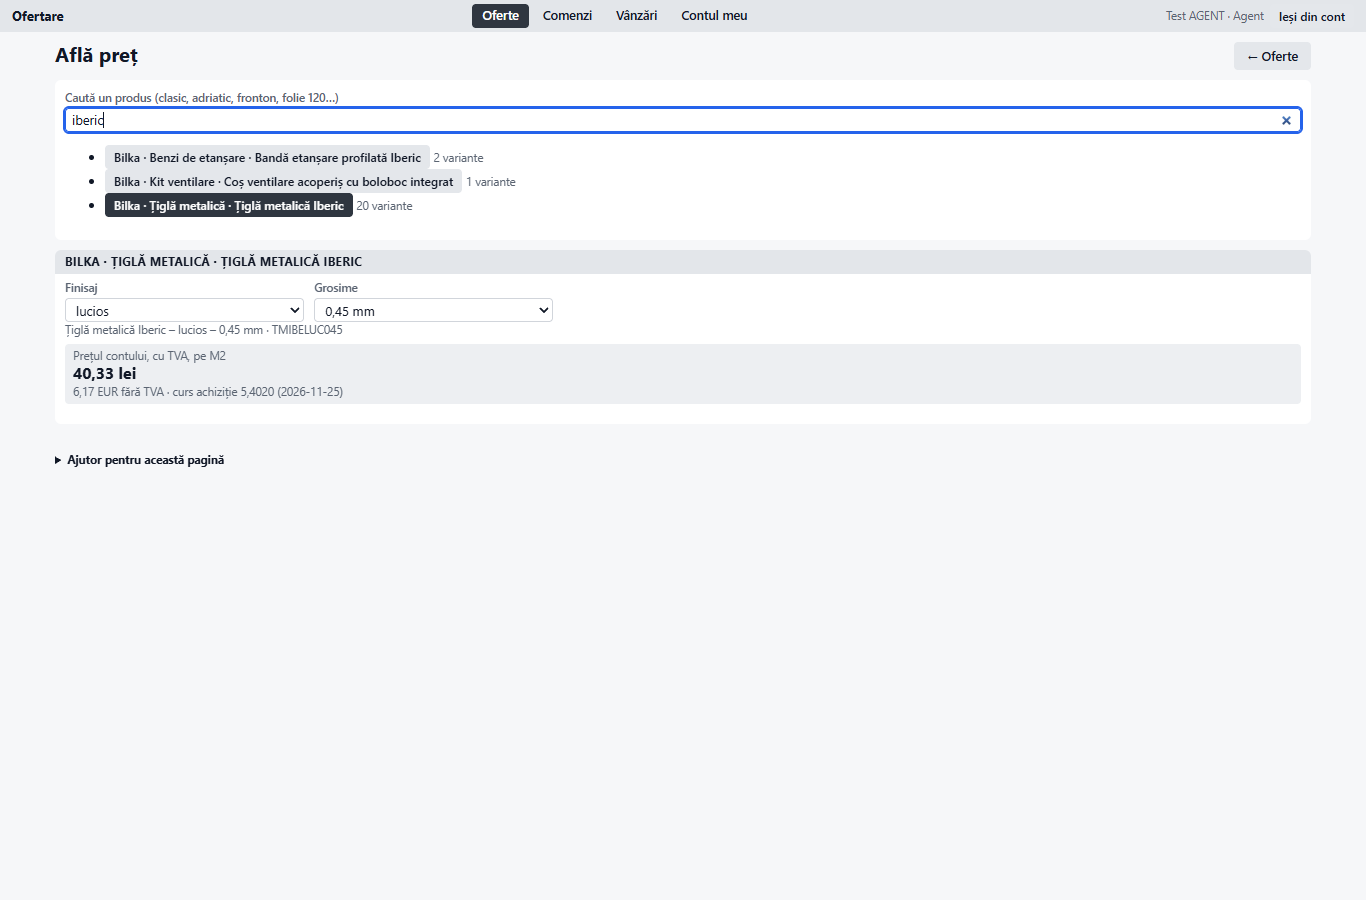 Ofertare
Oferte
Comenzi
Vânzări
Contul meu
Test AGENT · Agent
Ieși din cont
Află preț
← Oferte
Caută un produs (clasic, adriatic, fronton, folie 120…)
iberic
Bilka · Benzi de etanșare · Bandă etanșare profilată Iberic 2 variante
Bilka · Kit ventilare · Coș ventilare acoperiș cu boloboc integrat 1 variante
Bilka · Țiglă metalică · Țiglă metalică Iberic 20 variante
BILKA · ȚIGLĂ METALICĂ · ȚIGLĂ METALICĂ IBERIC
Finisaj
Grosime
lucios
0,45 mm
Țiglă metalică Iberic – lucios – 0,45 mm · TMIBELUC045
Prețul contului, cu TVA, pe M2
40,33 lei
6,17 EUR fără TVA · curs achiziție 5,4020 (2026-11-25)
Ajutor pentru această pagină